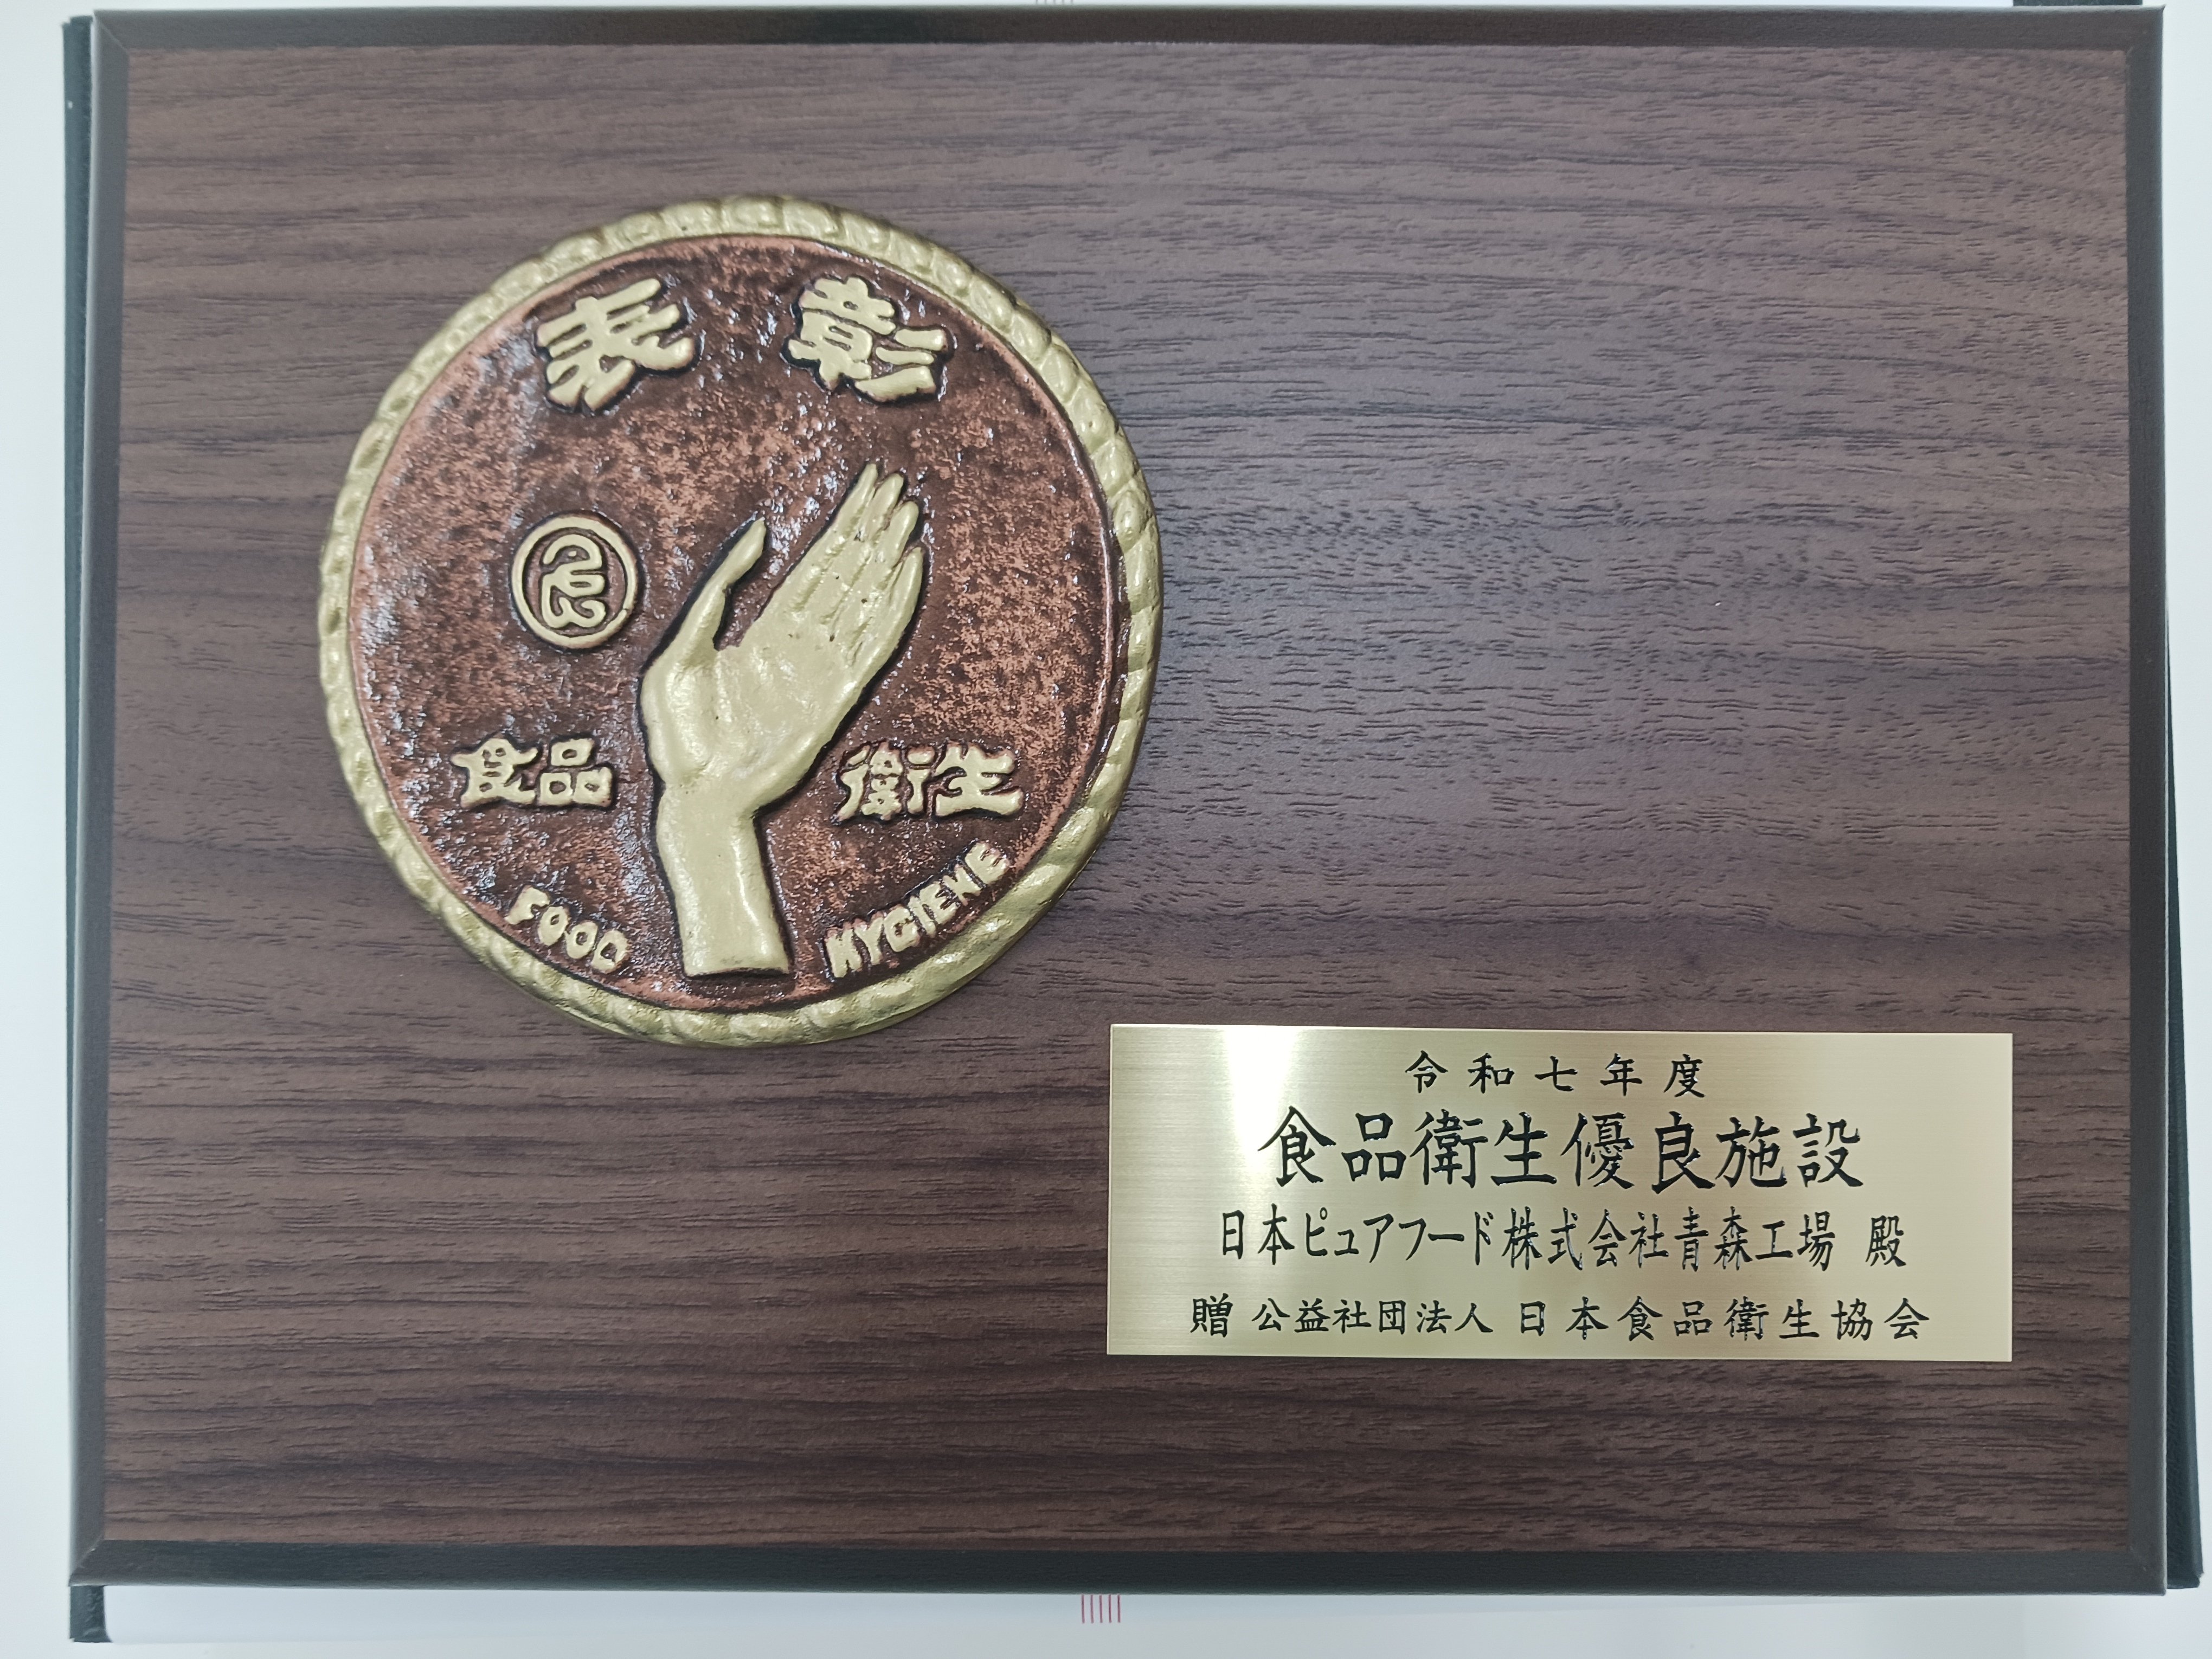 表彰
食品 衛生
FOOD HYGIENE
令和七年度
食品衛生優良施設
日本ピュアフード株式会社青森工場 殿
贈 公益社団法人 日本食品衛生協会